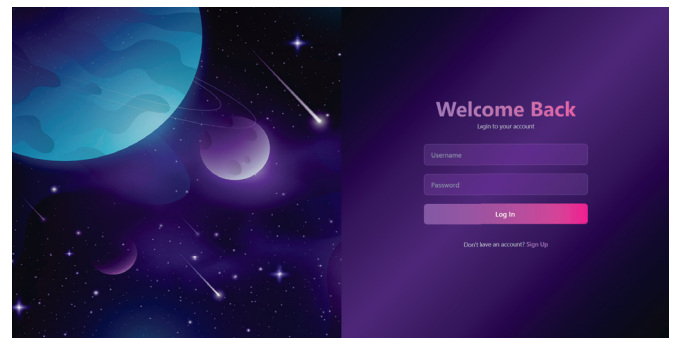 Welcome Back
Login to your account
Username
Password
Log In
Don't have an account? Sign Up